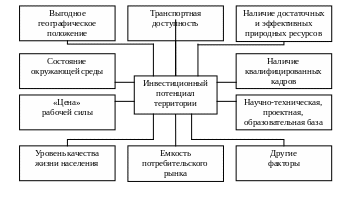 Выгодное
географическое
положение
Транспортная
доступность
Наличие достаточных
и эффективных
природных ресурсов
Состояние
окружающей среды
Инвестиционный
потенциал
территории
Наличие
квалифицированных
кадров
«Цена»
рабочей силы
Научно-техническая,
проектная,
образовательная база
Уровень качества
жизни населения
Емкость
потребительского
рынка
Другие
факторы